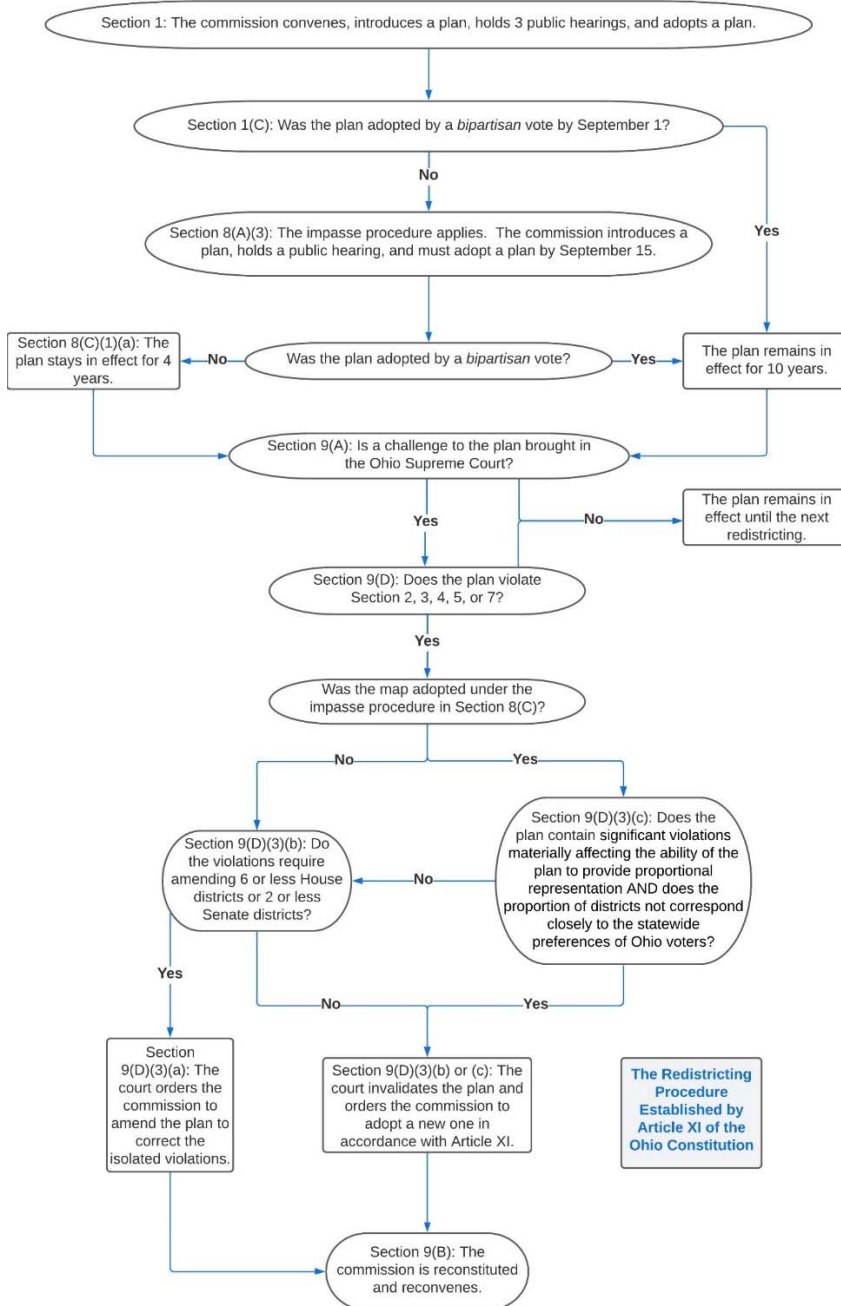 Section 1: The commission convenes, introduces a plan, holds 3 public hearings, and adopts a plan.
Section 1(C): Was the plan adopted by a bipartisan vote by September 1?
No
Yes
Section 8(A)(3): The impasse procedure applies. The commission introduces a
plan, holds a public hearing, and must adopt a plan by September 15.
Section 8(C)(1)(a): The
plan stays in effect for 4
years.
No
Was the plan adopted by a bipartisan vote?
Yes
The plan remains in
effect for 10 years.
Section 9(A): Is a challenge to the plan brought in
the Ohio Supreme Court?
Yes
No
The plan remains in
effect until the next
redistricting.
Section 9(D): Does the plan violate
Section 2, 3, 4, 5, or 7?
Yes
Was the map adopted under the
impasse procedure in Section 8(C)?
No
Yes
Section 9(D)(3)(b): Do
the violations require
amending 6 or less House
districts or 2 or less
Senate districts?
No
Section 9(D)(3)(c): Does the
plan contain significant violations
materially affecting the ability of the
plan to provide proportional
representation AND does the
proportion of districts not correspond
closely to the statewide
preferences of Ohio voters?
Yes
No
Yes
Section
9(D)(3)(a): The
court orders the
commission to
amend the plan to
correct the
isolated violations.
Section 9(D)(3)(b) or (c): The
court invalidates the plan and
orders the commission to
adopt a new one in
accordance with Article XI.
The Redistricting
Procedure
Established by
Article XI of the
Ohio Constitution
Section 9(B): The
commission is reconstituted
and reconvenes.